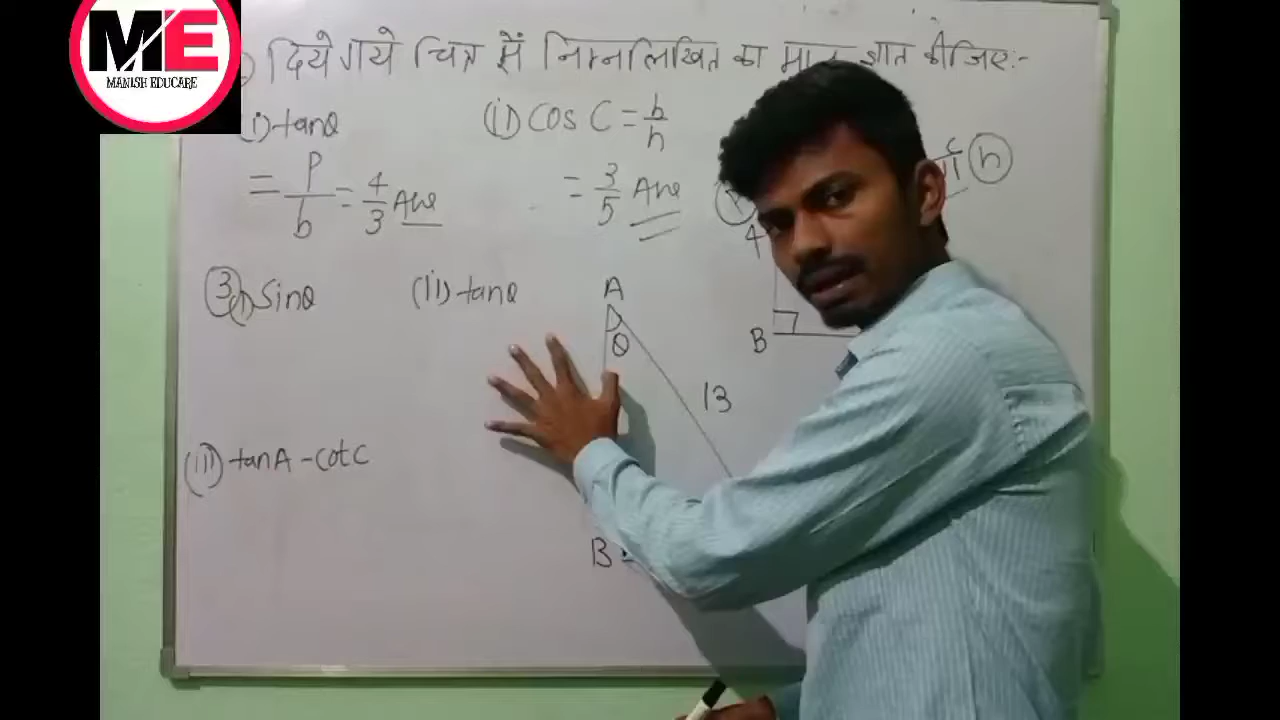 ME
MANISH EDUCARE
दिये गये चित्र में निम्नलिखित का मान ज्ञात कीजिए:-
(i) tanθ (ii) cos C = b/h
= p/b = 4/3 Ans = 3/5 Ans
h
4
B
(3) (i) sinθ (ii) tanθ
A
θ
13
(iii) tanA - cotC
B